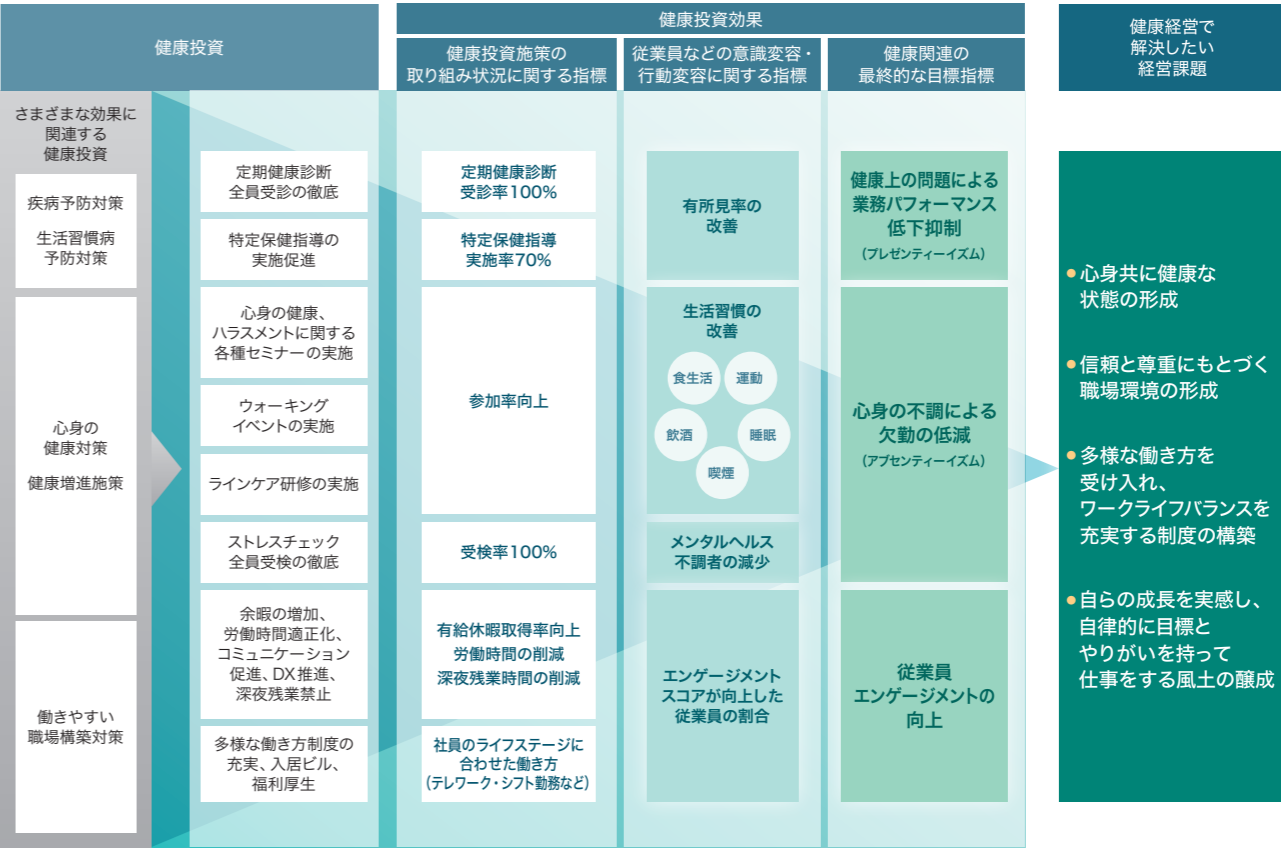 健康投資
健康投資効果
健康投資施策の
取り組み状況に関する指標
従業員などの意識変容・
行動変容に関する指標
健康関連の
最終的な目標指標
健康経営で
解決したい
経営課題
さまざまな効果に
関連する
健康投資
疾病予防対策
生活習慣病
予防対策
心身の
健康対策
健康増進施策
働きやすい
職場構築対策
定期健康診断
全員受診の徹底
特定保健指導の
実施促進
心身の健康、
ハラスメントに関する
各種セミナーの実施
ウォーキング
イベントの実施
ラインケア研修の実施
ストレスチェック
全員受検の徹底
余暇の増加、
労働時間適正化、
コミュニケーション
促進、DX推進、
深夜残業禁止
多様な働き方制度の
充実、入居ビル、
福利厚生
定期健康診断
受診率100%
特定保健指導
実施率70%
参加率向上
受検率100%
有給休暇取得率向上
労働時間の削減
深夜残業時間の削減
社員のライフステージに
合わせた働き方
（テレワーク・シフト勤務など）
有所見率の
改善
生活習慣の
改善
食生活
運動
飲酒
睡眠
喫煙
メンタルヘルス
不調者の減少
エンゲージメント
スコアが向上した
従業員の割合
健康上の問題による
業務パフォーマンス
低下抑制
（プレゼンティーイズム）
心身の不調による
欠勤の低減
（アブセンティーイズム）
従業員
エンゲージメントの
向上
●心身共に健康な
状態の形成
●信頼と尊重にもとづく
職場環境の形成
●多様な働き方を
受け入れ、
ワークライフバランスを
充実する制度の構築
●自らの成長を実感し、
自律的に目標と
やりがいを持って
仕事をする風土の醸成